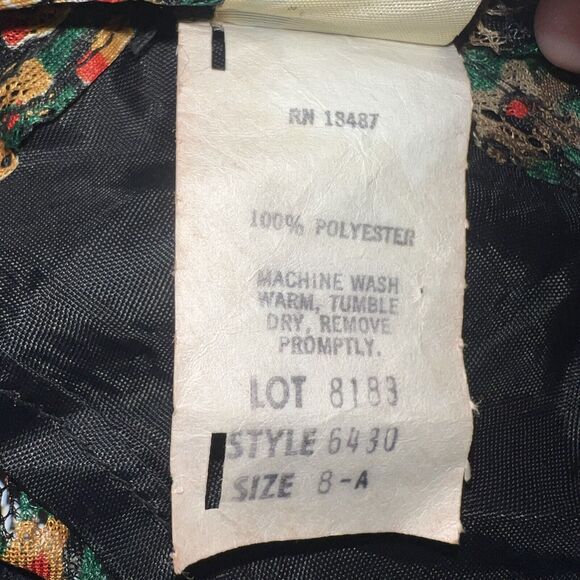 RN 18487
100% POLYESTER
MACHINE WASH
WARM, TUMBLE
DRY, REMOVE
PROMPTLY.
LOT 8183
STYLE 6430
SIZE 8-A